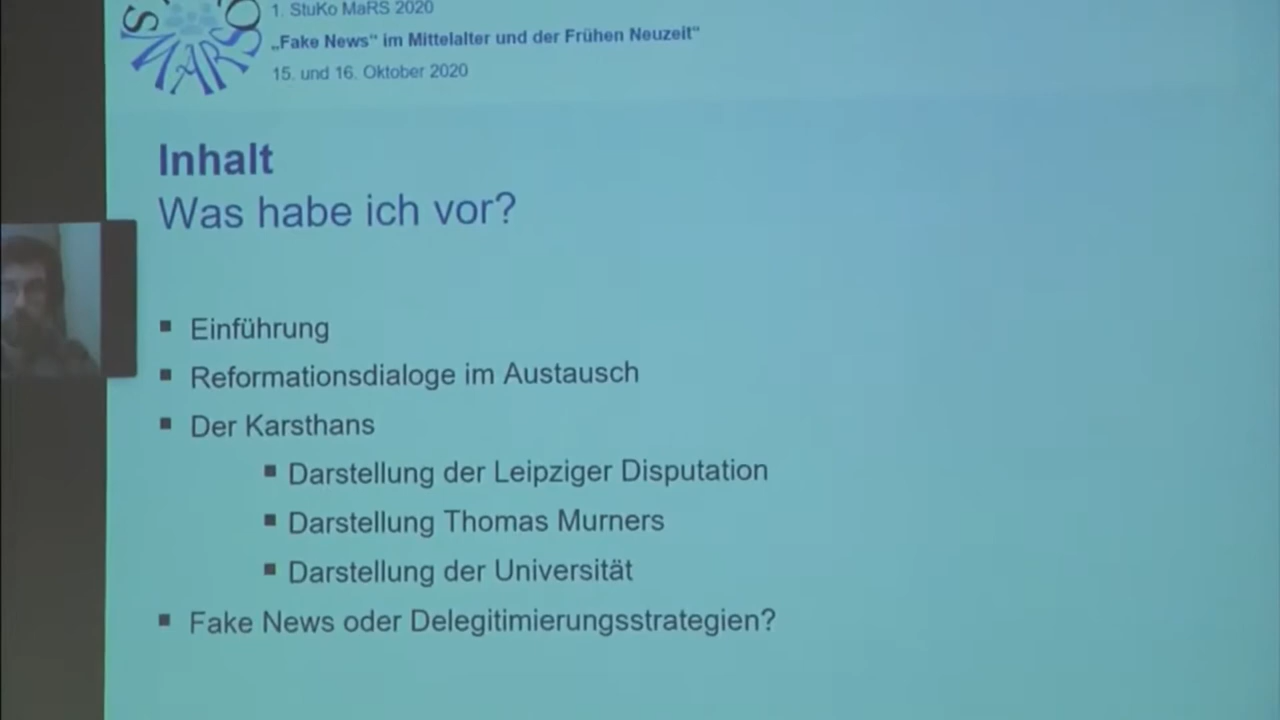 1. StuKo MaRS 2020
„Fake News“ im Mittelalter und der Frühen Neuzeit“
15. und 16. Oktober 2020
MARS
Inhalt
Was habe ich vor?
Einführung
Reformationsdialoge im Austausch
Der Karsthans
Darstellung der Leipziger Disputation
Darstellung Thomas Murners
Darstellung der Universität
Fake News oder Delegitimierungsstrategien?